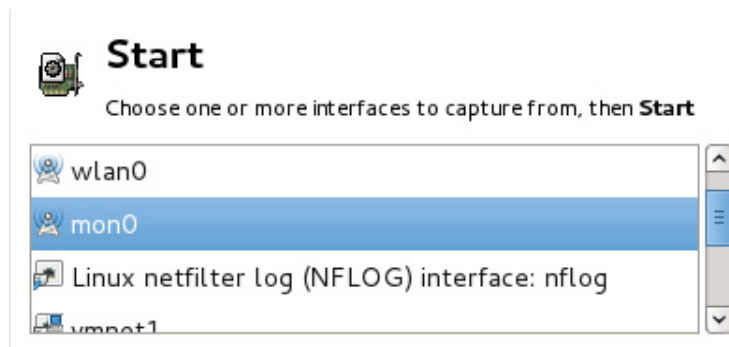 Start
Choose one or more interfaces to capture from, then Start
wlan0
mon0
Linux netfilter log (NFLOG) interface: nflog
vmnet1